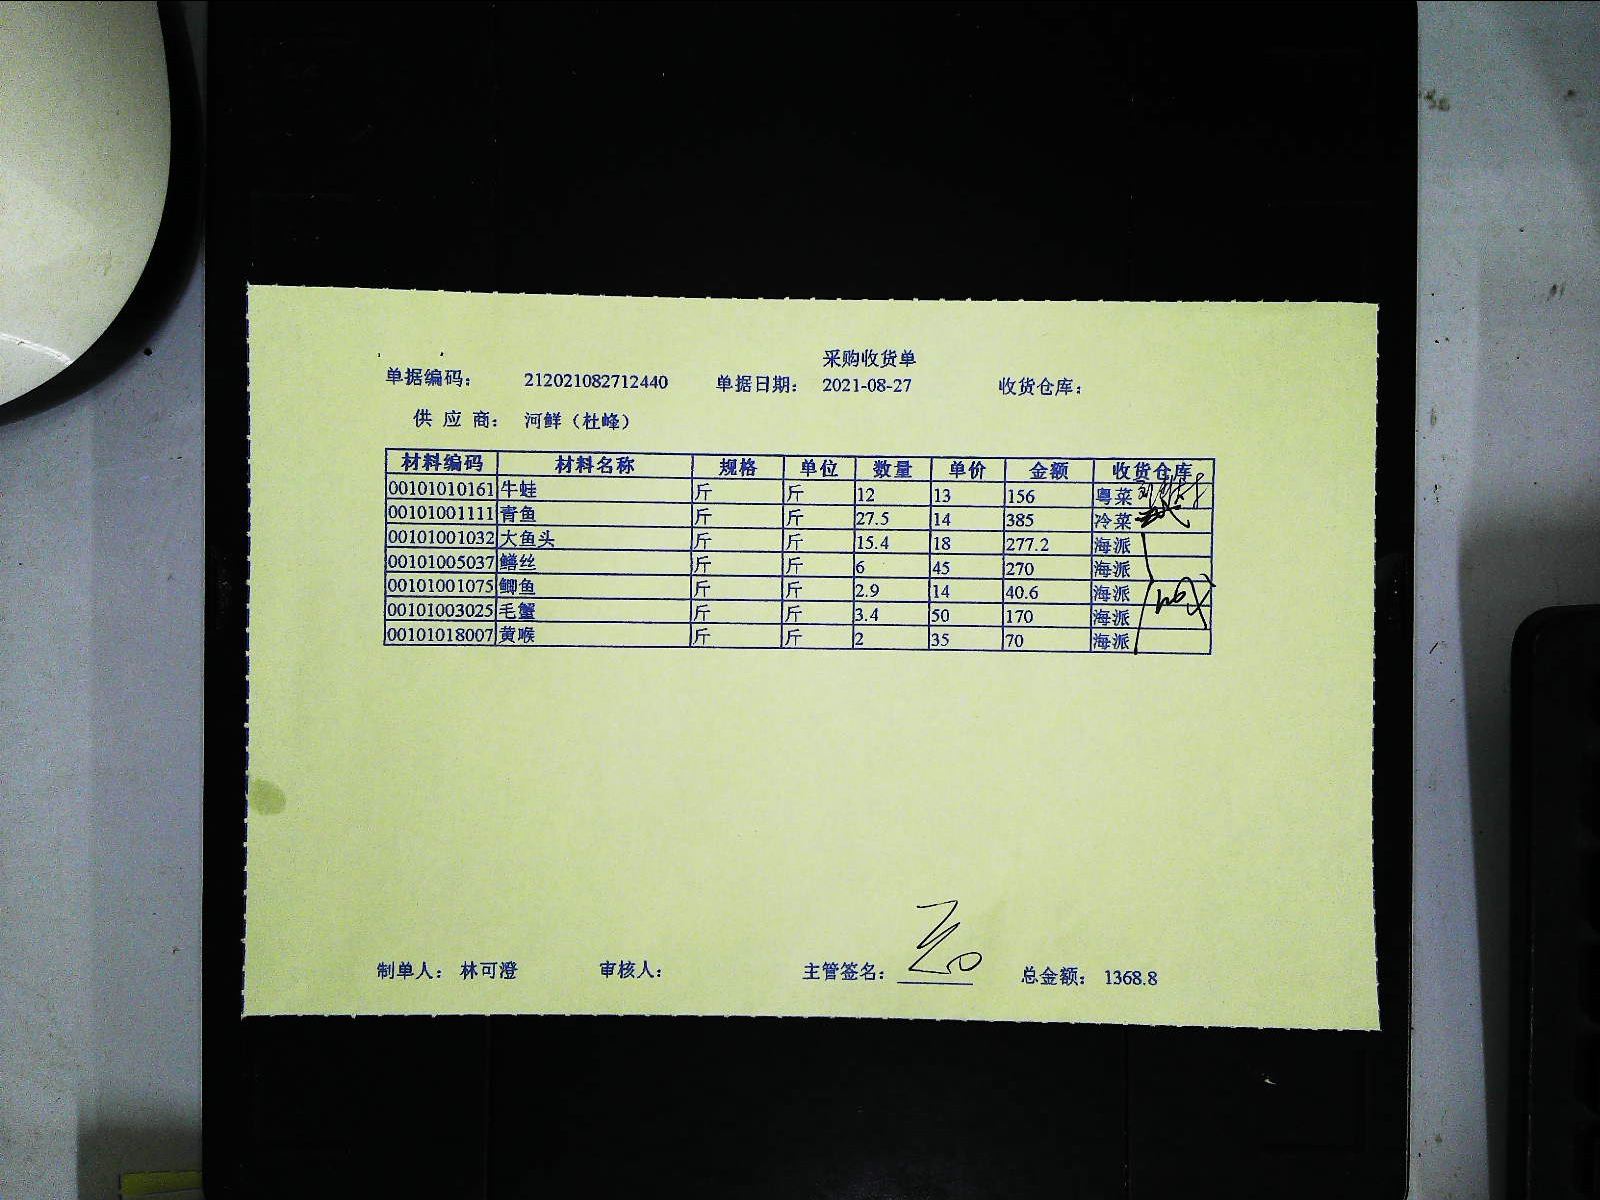 采购收货单
单据编码： 212021082712440 单据日期： 2021-08-27 收货仓库：
供 应 商： 河鲜（杜峰）
材料编码 材料名称 规格 单位 数量 单价 金额 收货仓库
00101010161 牛蛙 斤 斤 12 13 156 粤菜
00101001111 青鱼 斤 斤 27.5 14 385 冷菜
00101001032 大鱼头 斤 斤 15.4 18 277.2 海派
00101005037 鳝丝 斤 斤 6 45 270 海派
00101001075 鲫鱼 斤 斤 2.9 14 40.6 海派
00101003025 毛蟹 斤 斤 3.4 50 170 海派
00101018007 黄喉 斤 斤 2 35 70 海派
制单人： 林可澄 审核人： 主管签名： 总金额： 1368.8